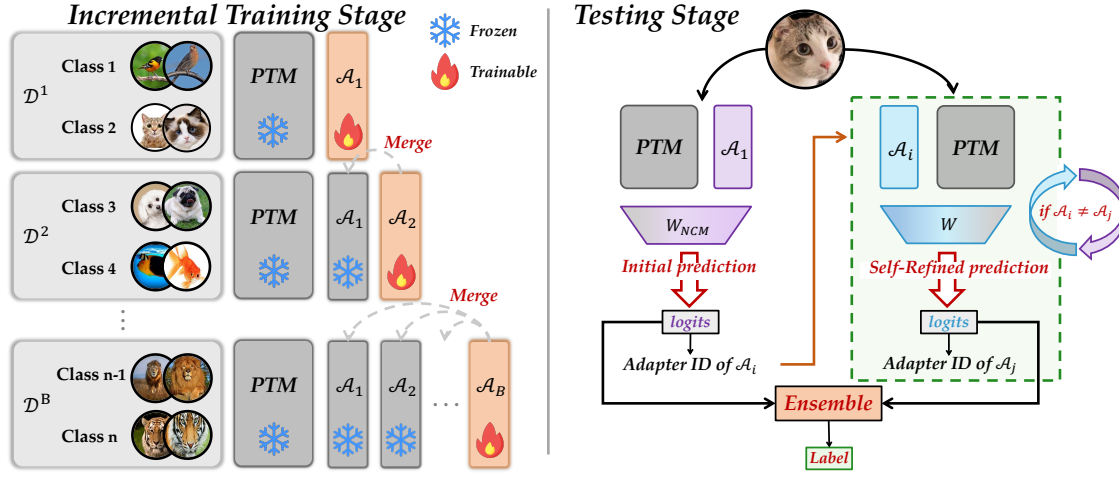 Incremental Training Stage
Frozen
Trainable
𝒟¹
Class 1
Class 2
PTM
𝒜₁
Merge
𝒟²
Class 3
Class 4
PTM
𝒜₁
𝒜₂
Merge
⋮
𝒟ᴮ
Class n-1
Class n
PTM
𝒜₁
𝒜₂
...
𝒜_B
Testing Stage
PTM
𝒜₁
W_NCM
Initial prediction
logits
Adapter ID of 𝒜ᵢ
𝒜ᵢ
PTM
W
if 𝒜ᵢ ≠ 𝒜ⱼ
Self-Refined prediction
logits
Adapter ID of 𝒜ⱼ
Ensemble
Label